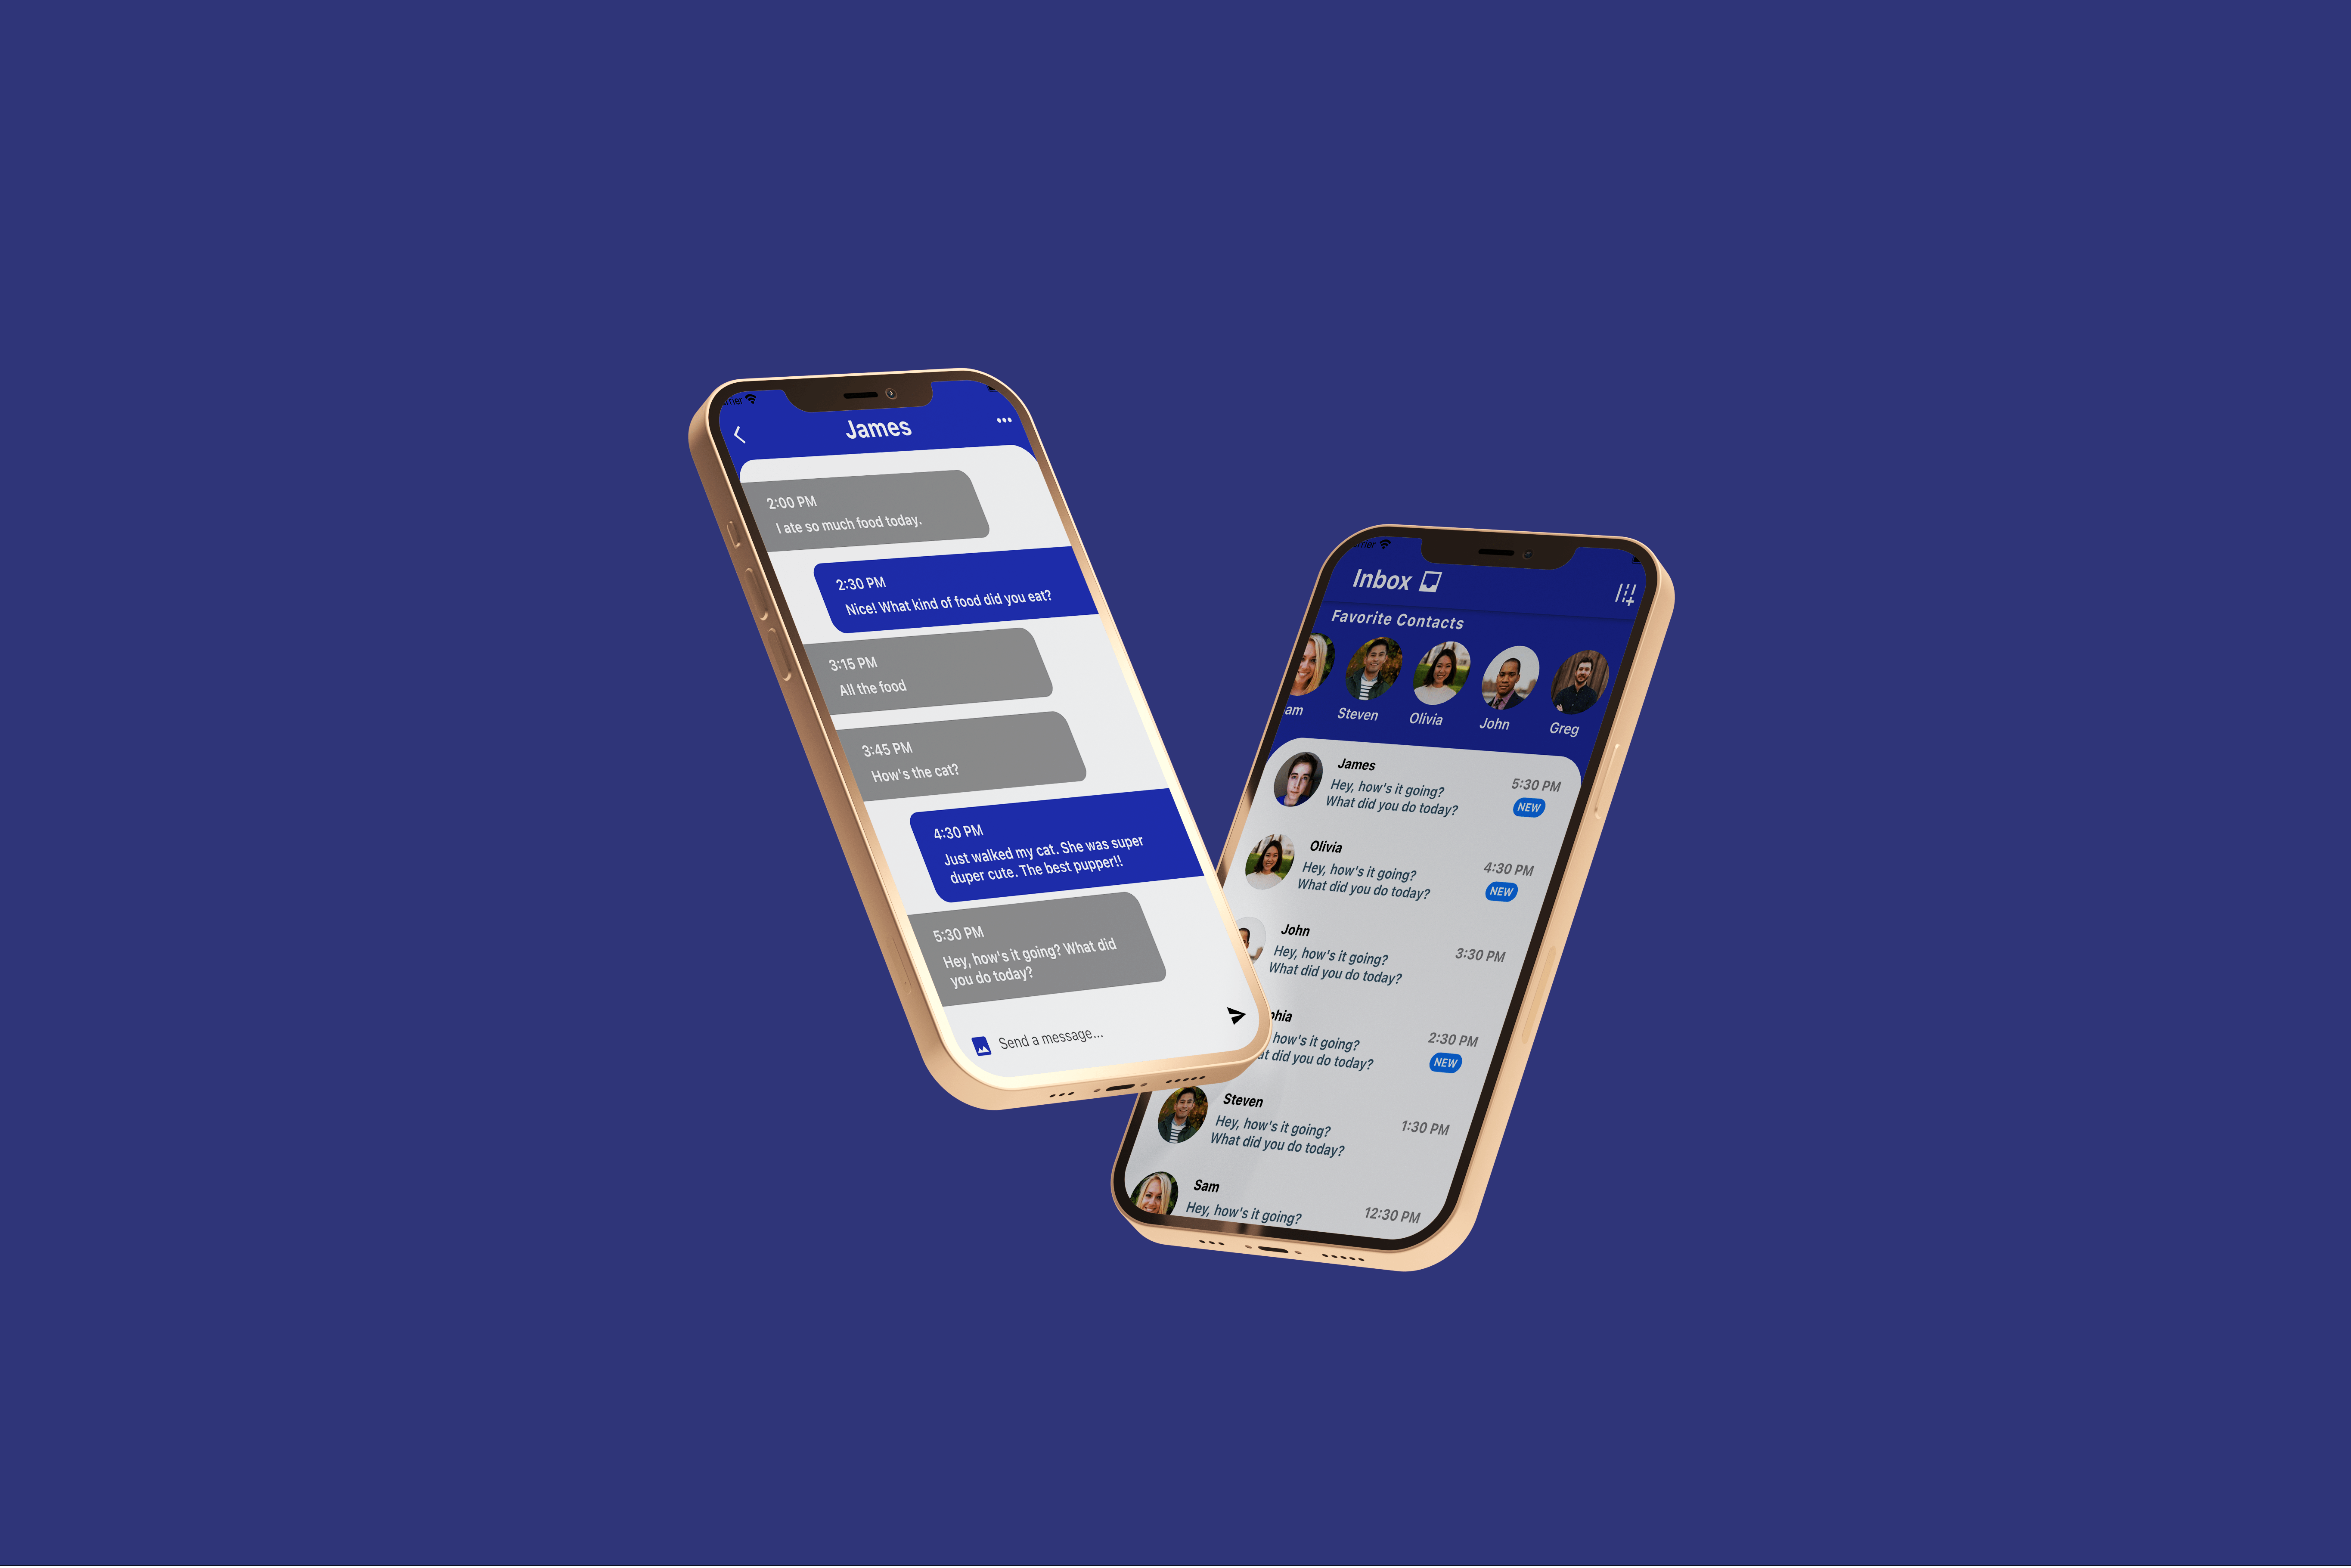 James
2:00 PM
I ate so much food today.
2:30 PM
Nice! What kind of food did you eat?
3:15 PM
All the food
3:45 PM
How's the cat?
4:30 PM
Just walked my cat. She was super
duper cute. The best pupper!!
5:30 PM
Hey, how's it going? What did
you do today?
Send a message...
Inbox
Favorite Contacts
am
Steven
Olivia
John
Greg
James
Hey, how's it going?
What did you do today?
5:30 PM
NEW
Olivia
Hey, how's it going?
What did you do today?
4:30 PM
NEW
John
Hey, how's it going?
What did you do today?
3:30 PM
phia
how's it going?
at did you do today?
2:30 PM
NEW
Steven
Hey, how's it going?
What did you do today?
1:30 PM
Sam
Hey, how's it going?
12:30 PM